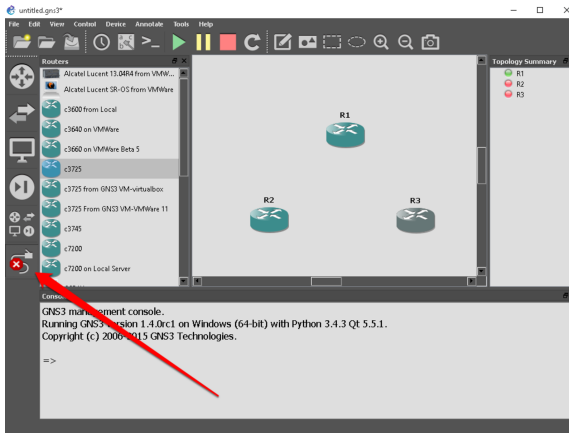 untitled.gns3*
File Edit View Control Device Annotate Tools Help
Routers
Topology Summary
Alcatel Lucent 13.04R4 from VMW...
Alcatel Lucent SR-OS from VMWare
c3600 from Local
c3640 on VMWare
c3660 on VMWare Beta 5
c3725
c3725 from GNS3 VM-virtualbox
c3725 From GNS3 VM-VMWare 11
c3745
c7200
c7200 on Local Server
R1
R2
R3
R1
R2
R3
GNS3 management console.
Running GNS3 version 1.4.0rc1 on Windows (64-bit) with Python 3.4.3 Qt 5.5.1.
Copyright (c) 2006-2015 GNS3 Technologies.
=>